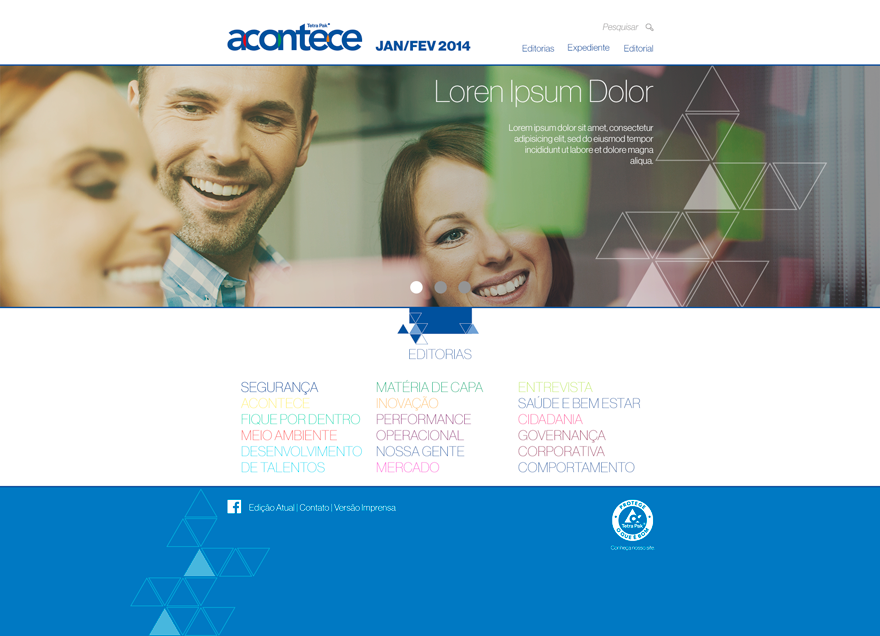 Tetra Pak®
acontece
JAN/FEV 2014
Pesquisar
Editorias
Expediente
Editorial
Loren Ipsum Dolor
Lorem ipsum dolor sit amet, consectetur
adipisicing elit, sed do eiusmod tempor
incididunt ut labore et dolore magna
aliqua.
EDITORIAS
SEGURANÇA
ACONTECE
FIQUE POR DENTRO
MEIO AMBIENTE
DESENVOLVIMENTO
DE TALENTOS
MATÉRIA DE CAPA
INOVAÇÃO
PERFORMANCE
OPERACIONAL
NOSSA GENTE
MERCADO
ENTREVISTA
SAÚDE E BEM ESTAR
CIDADANIA
GOVERNANÇA
CORPORATIVA
COMPORTAMENTO
Edição Atual | Contato | Versão Imprensa
PROTEGE
Tetra Pak
O QUE É BOM
Conheça nosso site